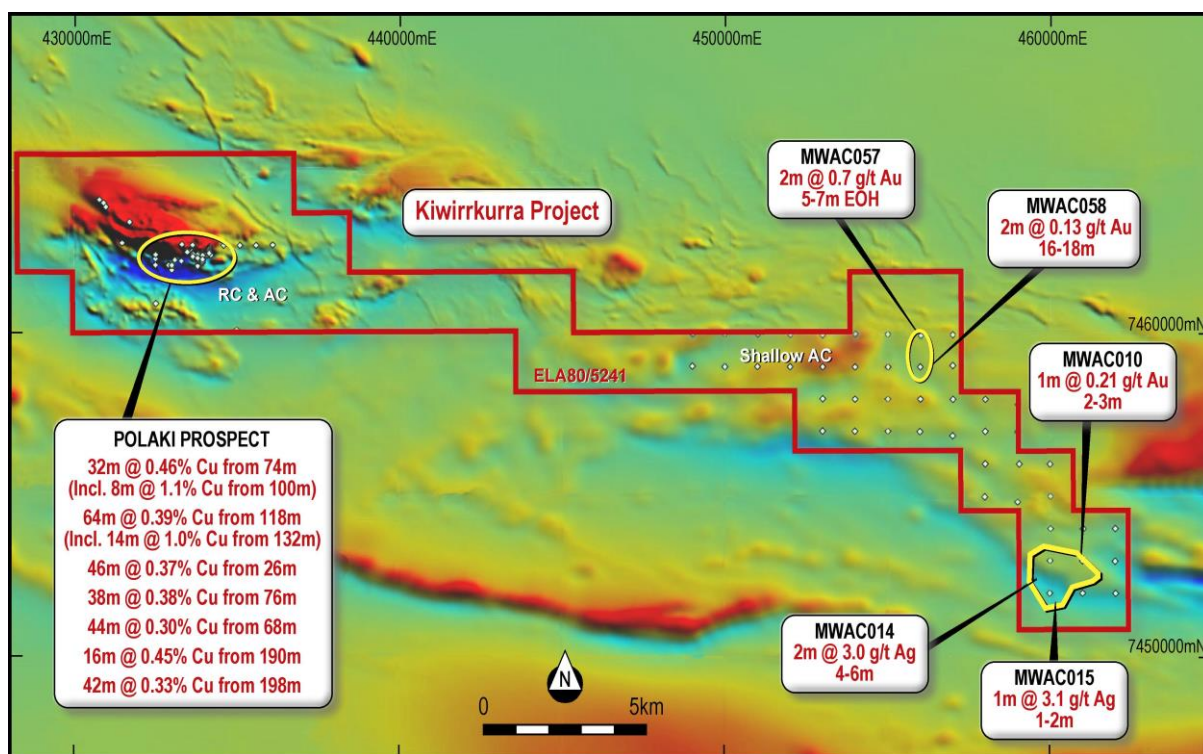 430000mE
440000mE
450000mE
460000mE
Kiwirrkurra Project
MWAC057
2m @ 0.7 g/t Au
5-7m EOH
MWAC058
2m @ 0.13 g/t Au
16-18m
RC & AC
7460000mN
Shallow AC
ELA80/5241
MWAC010
1m @ 0.21 g/t Au
2-3m
POLAKI PROSPECT
32m @ 0.46% Cu from 74m
(Incl. 8m @ 1.1% Cu from 100m)
64m @ 0.39% Cu from 118m
(Incl. 14m @ 1.0% Cu from 132m)
46m @ 0.37% Cu from 26m
38m @ 0.38% Cu from 76m
44m @ 0.30% Cu from 68m
16m @ 0.45% Cu from 190m
42m @ 0.33% Cu from 198m
MWAC014
2m @ 3.0 g/t Ag
4-6m
7450000mN
MWAC015
1m @ 3.1 g/t Ag
1-2m
N
0
5km